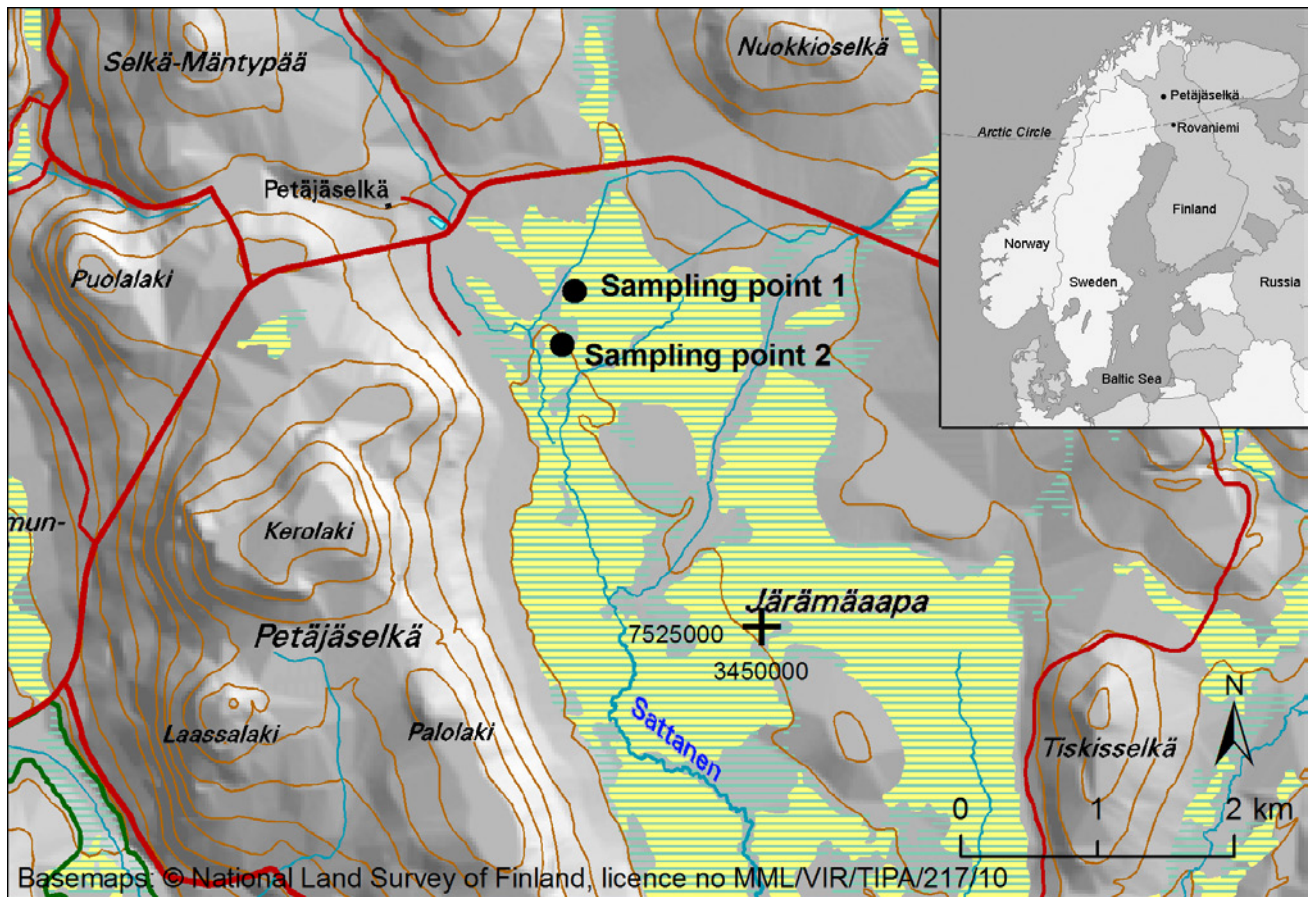 Selkä-Mäntypää
Nuokkioselkä
Petäjäselkä
Arctic Circle
Rovaniemi
Petäjäselkä
Finland
Puolalaki
Norway
Sweden
Russia
Sampling point 1
Sampling point 2
Baltic Sea
mun-
Kerolaki
Järämäaapa
Petäjäselkä
7525000
3450000
N
Laassalaki
Palolaki
Sattanen
Tiskisselkä
0 1 2 km
Basemaps: © National Land Survey of Finland, licence no MML/VIR/TIPA/217/10